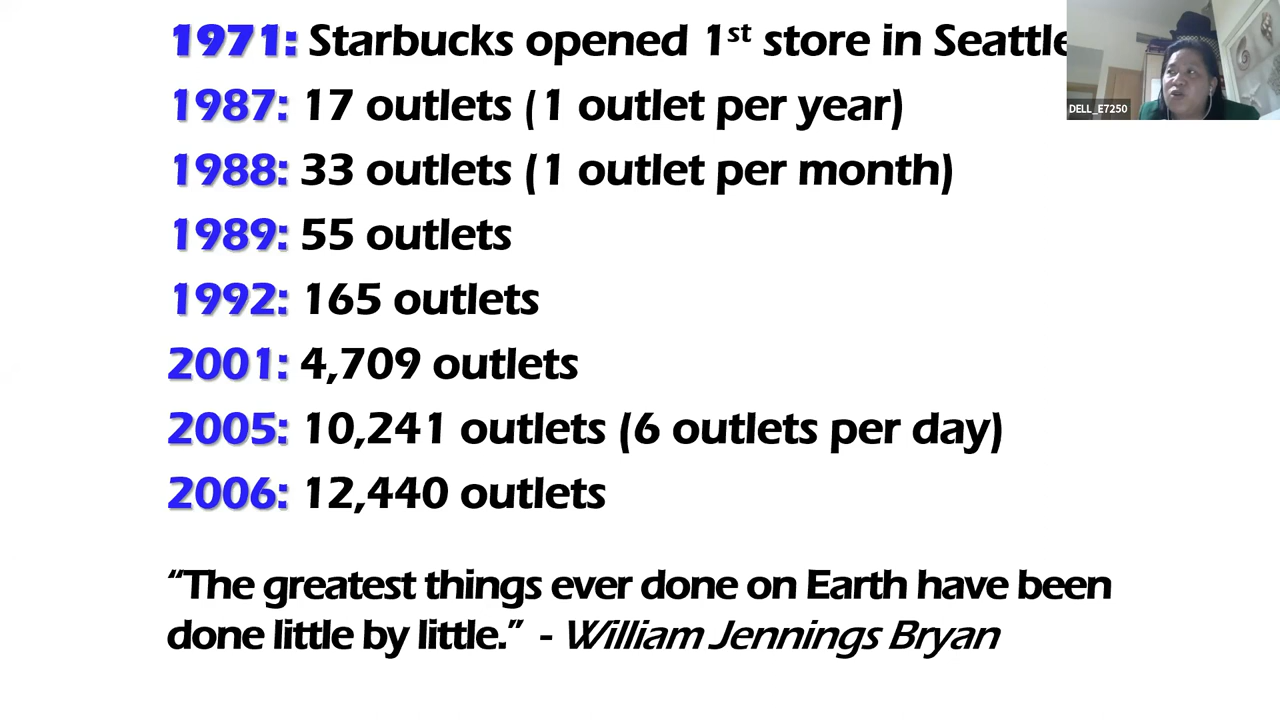 1971: Starbucks opened 1st store in Seattle
1987: 17 outlets (1 outlet per year)
1988: 33 outlets (1 outlet per month)
1989: 55 outlets
1992: 165 outlets
2001: 4,709 outlets
2005: 10,241 outlets (6 outlets per day)
2006: 12,440 outlets
“The greatest things ever done on Earth have been
done little by little.” - William Jennings Bryan
DELL_E7250